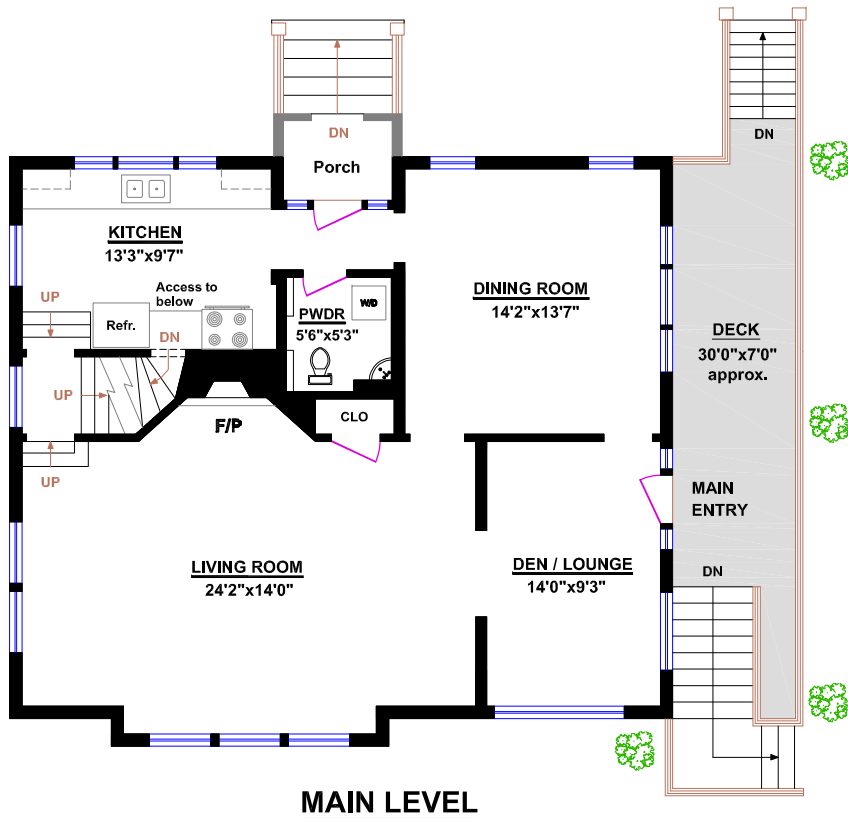 DN
DN
Porch
KITCHEN
13'3"x9'7"
UP
Access to
below
Refr.
DN
PWDR
5'6"x5'3"
W/D
DINING ROOM
14'2"x13'7"
DECK
30'0"x7'0"
approx.
UP
F/P
CLO
UP
MAIN
ENTRY
LIVING ROOM
24'2"x14'0"
DEN / LOUNGE
14'0"x9'3"
DN
MAIN LEVEL